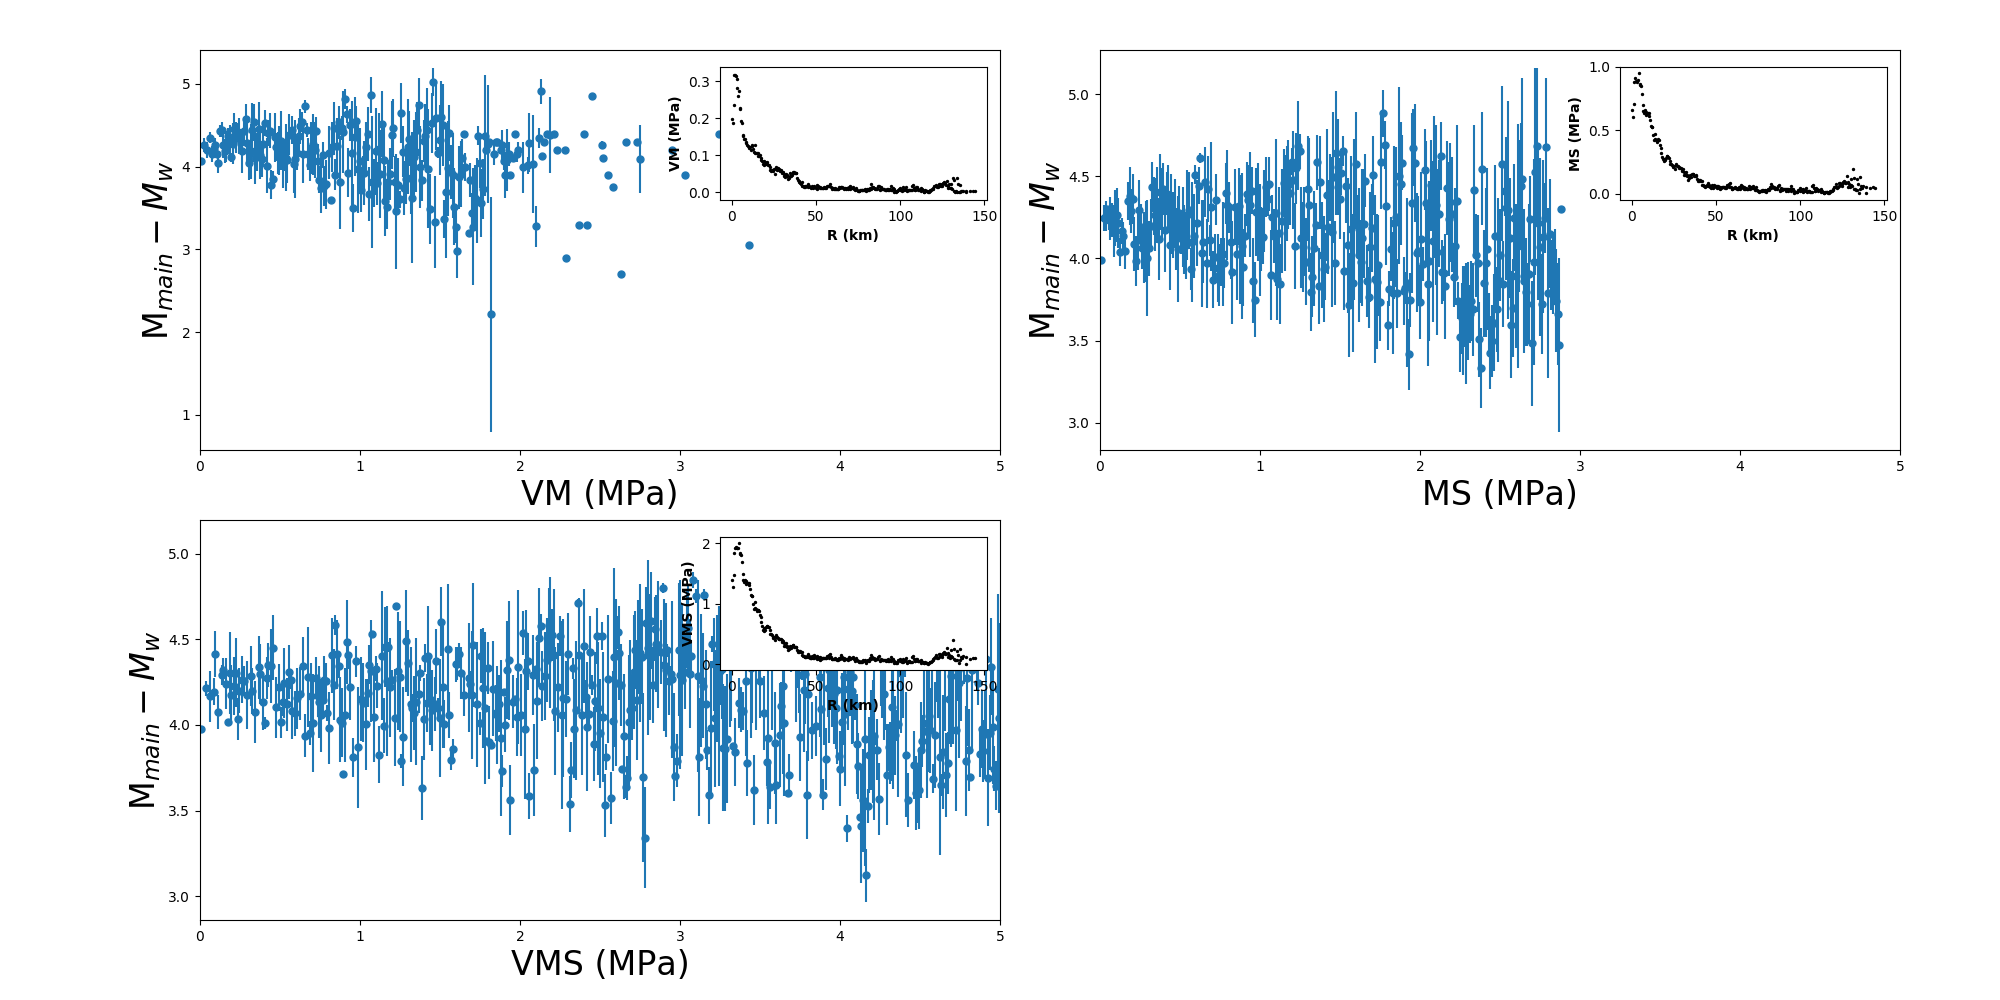 M_main − M_w
5
4
3
2
1
0 1 2 3 4 5
VM (MPa)
VM (MPa)
0.3
0.2
0.1
0.0
0 50 100 150
R (km)
M_main − M_w
5.0
4.5
4.0
3.5
3.0
0 1 2 3 4 5
MS (MPa)
MS (MPa)
1.0
0.5
0.0
0 50 100 150
R (km)
M_main − M_w
5.0
4.5
4.0
3.5
3.0
0 1 2 3 4 5
VMS (MPa)
VMS (MPa)
2
1
0
0 50 100 150
R (km)